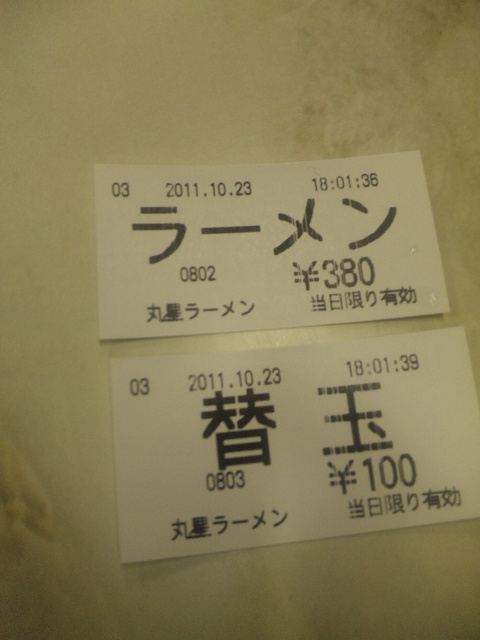 03 2011.10.23 18:01:36
ラーメン
0802 ¥380
丸星ラーメン 当日限り有効
03 2011.10.23 18:01:39
替玉
0803 ¥100
丸星ラーメン 当日限り有効